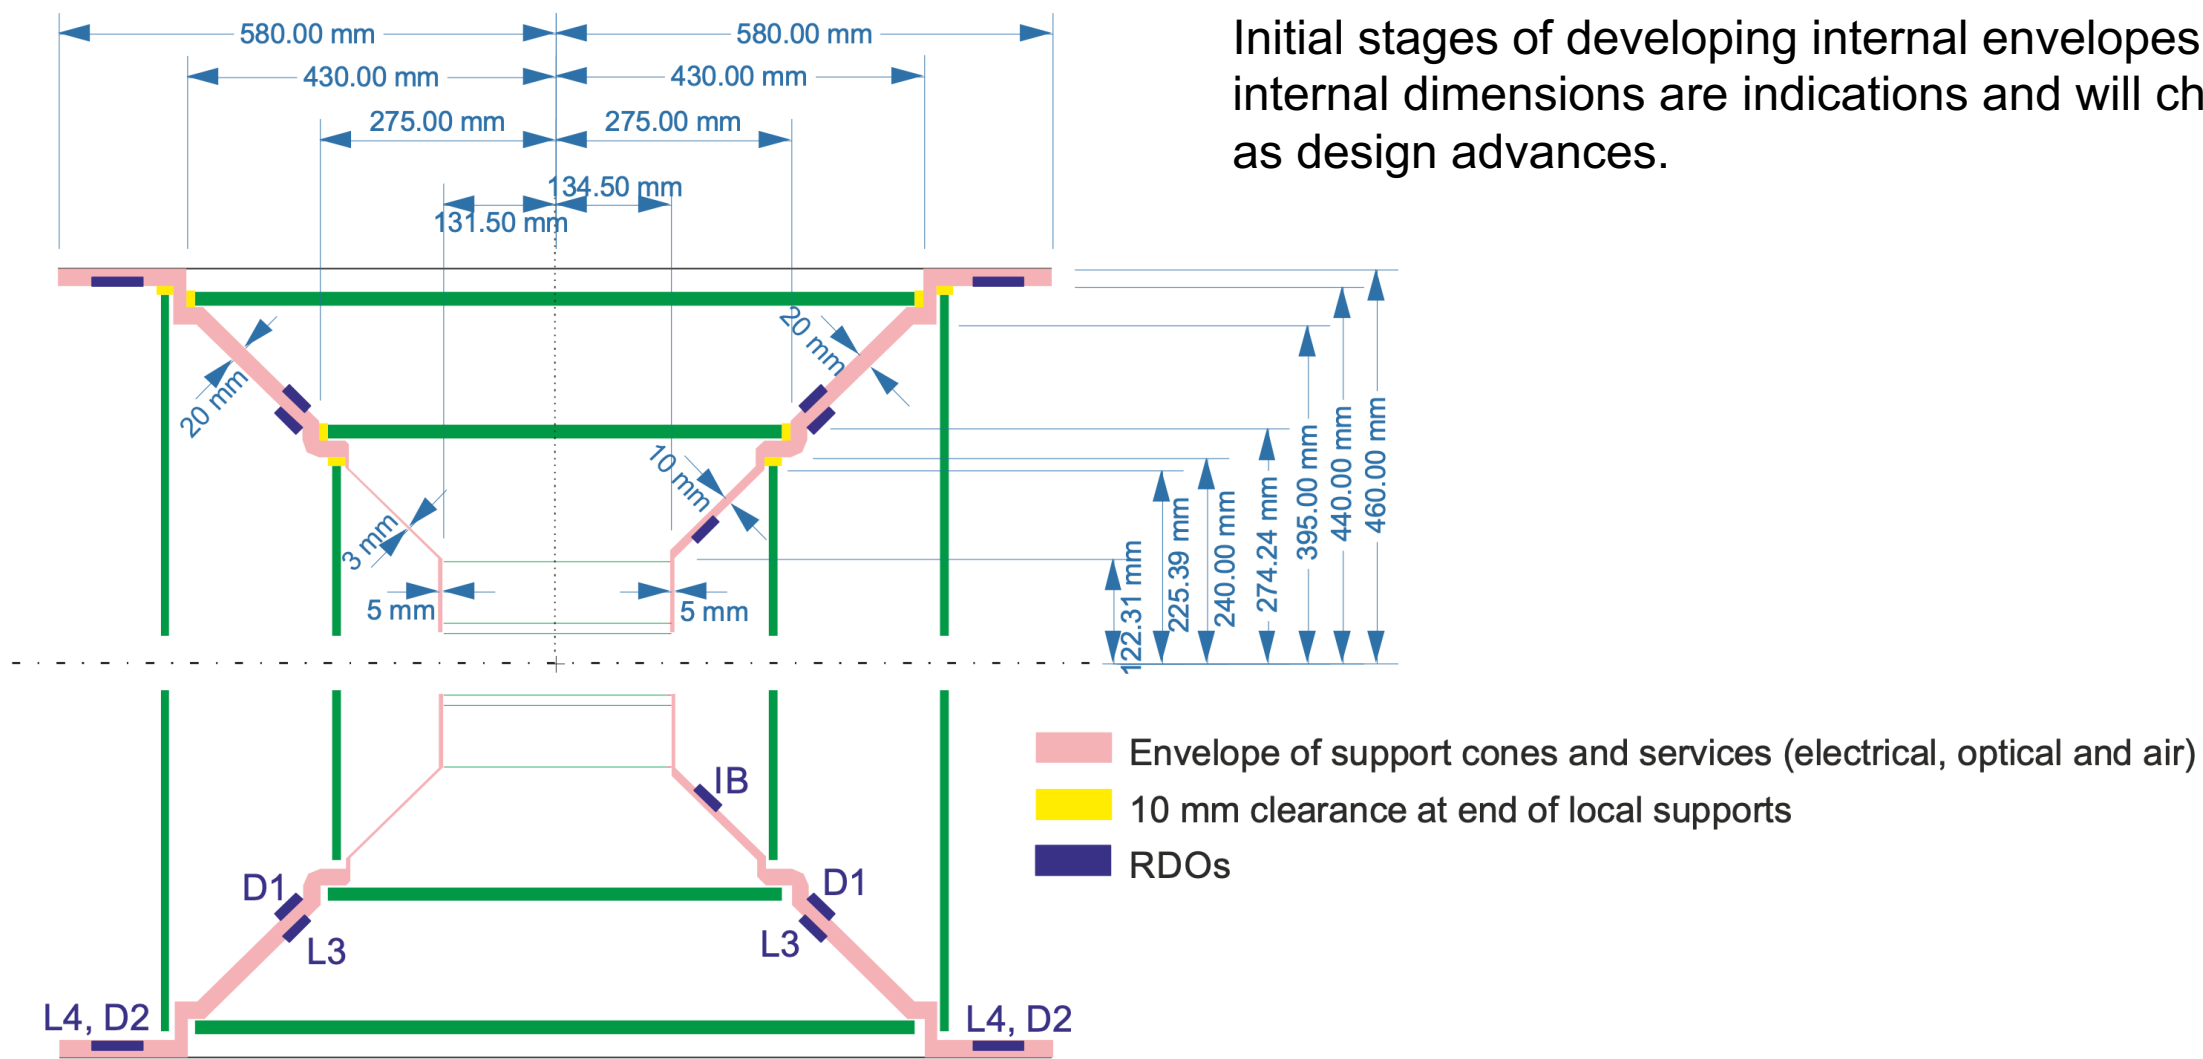 580.00 mm
580.00 mm
Initial stages of developing internal envelopes
430.00 mm
430.00 mm
internal dimensions are indications and will ch
275.00 mm
275.00 mm
as design advances.
134.50 mm
131.50 mm
20 mm
20 mm
10 mm
3 mm
5 mm
5 mm
122.31 mm
225.39 mm
240.00 mm
274.24 mm
395.00 mm
440.00 mm
460.00 mm
Envelope of support cones and services (electrical, optical and air)
IB
10 mm clearance at end of local supports
RDOs
D1
D1
L3
L3
L4, D2
L4, D2